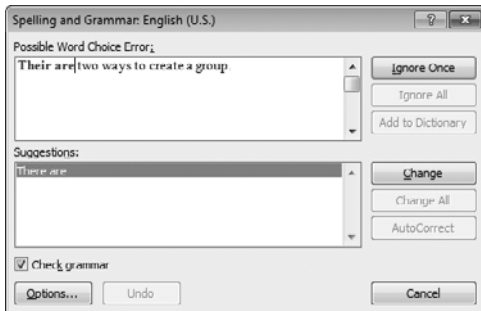 Spelling and Grammar: English (U.S.)
Possible Word Choice Error:
Their are two ways to create a group.
Ignore Once
Ignore All
Add to Dictionary
Suggestions:
There are
Change
Change All
AutoCorrect
Check grammar
Options... Undo Cancel